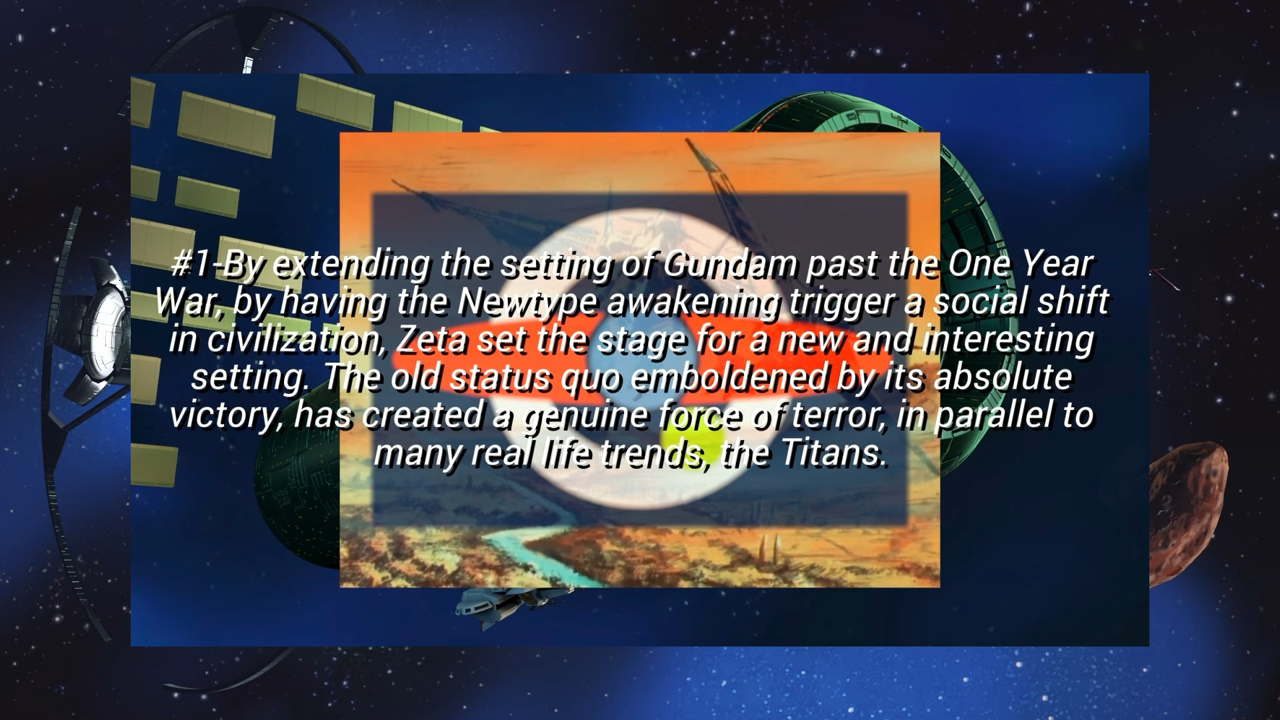 #1-By extending the setting of Gundam past the One Year
War, by having the Newtype awakening trigger a social shift
in civilization, Zeta set the stage for a new and interesting
setting. The old status quo emboldened by its absolute
victory, has created a genuine force of terror, in parallel to
many real life trends, the Titans.